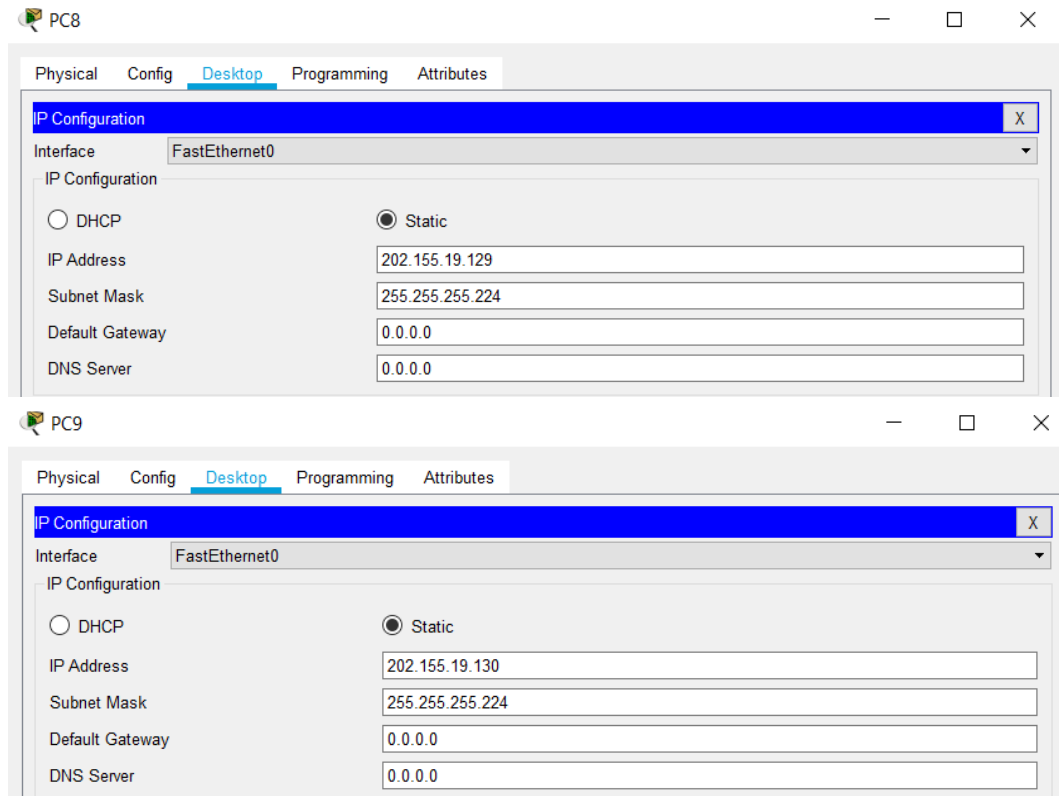 PC8
Physical Config Desktop Programming Attributes
IP Configuration X
Interface FastEthernet0
IP Configuration
DHCP Static
IP Address 202.155.19.129
Subnet Mask 255.255.255.224
Default Gateway 0.0.0.0
DNS Server 0.0.0.0
PC9
Physical Config Desktop Programming Attributes
IP Configuration X
Interface FastEthernet0
IP Configuration
DHCP Static
IP Address 202.155.19.130
Subnet Mask 255.255.255.224
Default Gateway 0.0.0.0
DNS Server 0.0.0.0